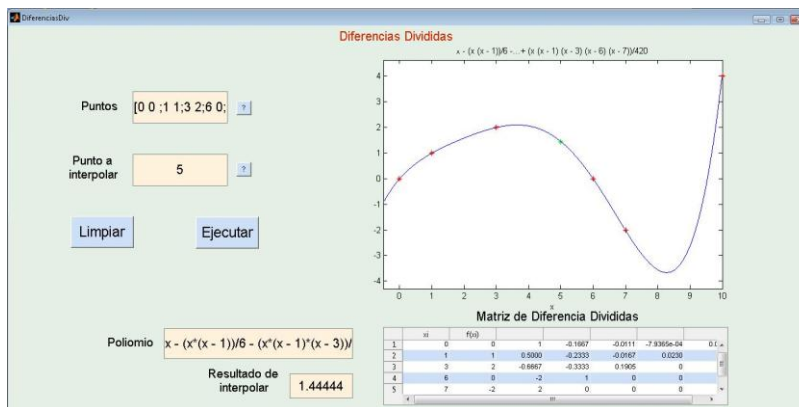 DiferenciasDiv
Diferencias Divididas
x - (x (x - 1))/6 -...+ (x (x - 1) (x - 3) (x - 6) (x - 7))/420
Puntos
[0 0 ;1 1;3 2;6 0;
?
Punto a
interpolar
5
?
Limpiar
Ejecutar
4
3
2
1
0
-1
-2
-3
-4
0 1 2 3 4 5 6 7 8 9 10
x
Matriz de Diferencia Divididas
Poliomio
x - (x*(x - 1))/6 - (x*(x - 1)*(x - 3))/
Resultado de
interpolar
1.44444
xi f(xi)
1 0 0 1 -0.1667 -0.0111 -7.9365e-04
2 1 1 0.5000 -0.2333 -0.0167 0.0230
3 3 2 -0.6667 -0.3333 0.1905 0
4 6 0 -2 1 0 0
5 7 -2 2 0 0 0